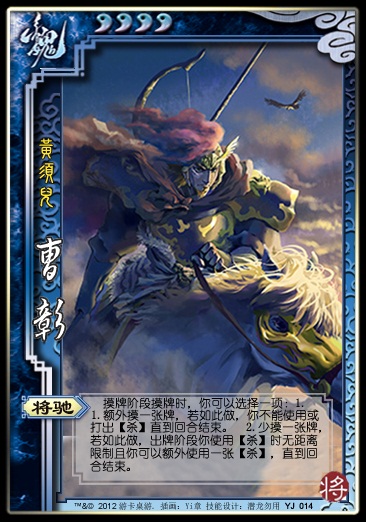 魏
黃須兒
曹彰
将驰
摸牌阶段摸牌时，你可以选择一项：1.
1.额外摸一张牌，若如此做，你不能使用或
打出【杀】直到回合结束。 2.少摸一张牌，
若如此做，出牌阶段你使用【杀】时无距离
限制且你可以额外使用一张【杀】，直到回
合结束。
将
™&© 2012 游卡桌游. 插画：Yi章 技能设计：潜龙勿用 YJ 014